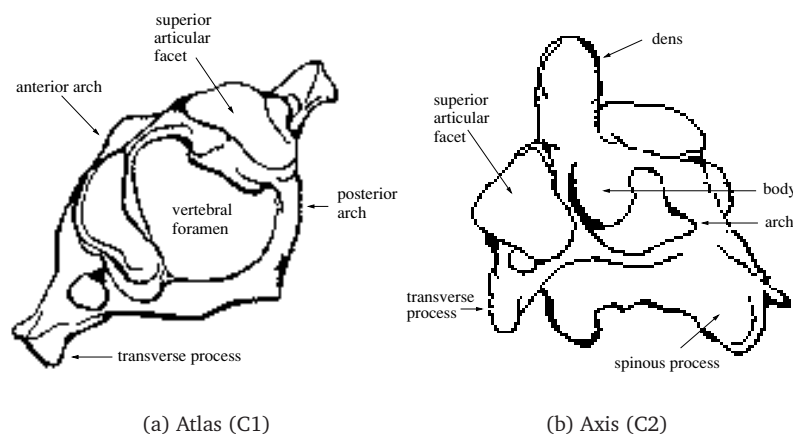 superior
articular
facet
anterior arch
vertebral
foramen
posterior
arch
transverse process
(a) Atlas (C1)
dens
superior
articular
facet
body
arch
transverse
process
spinous process
(b) Axis (C2)